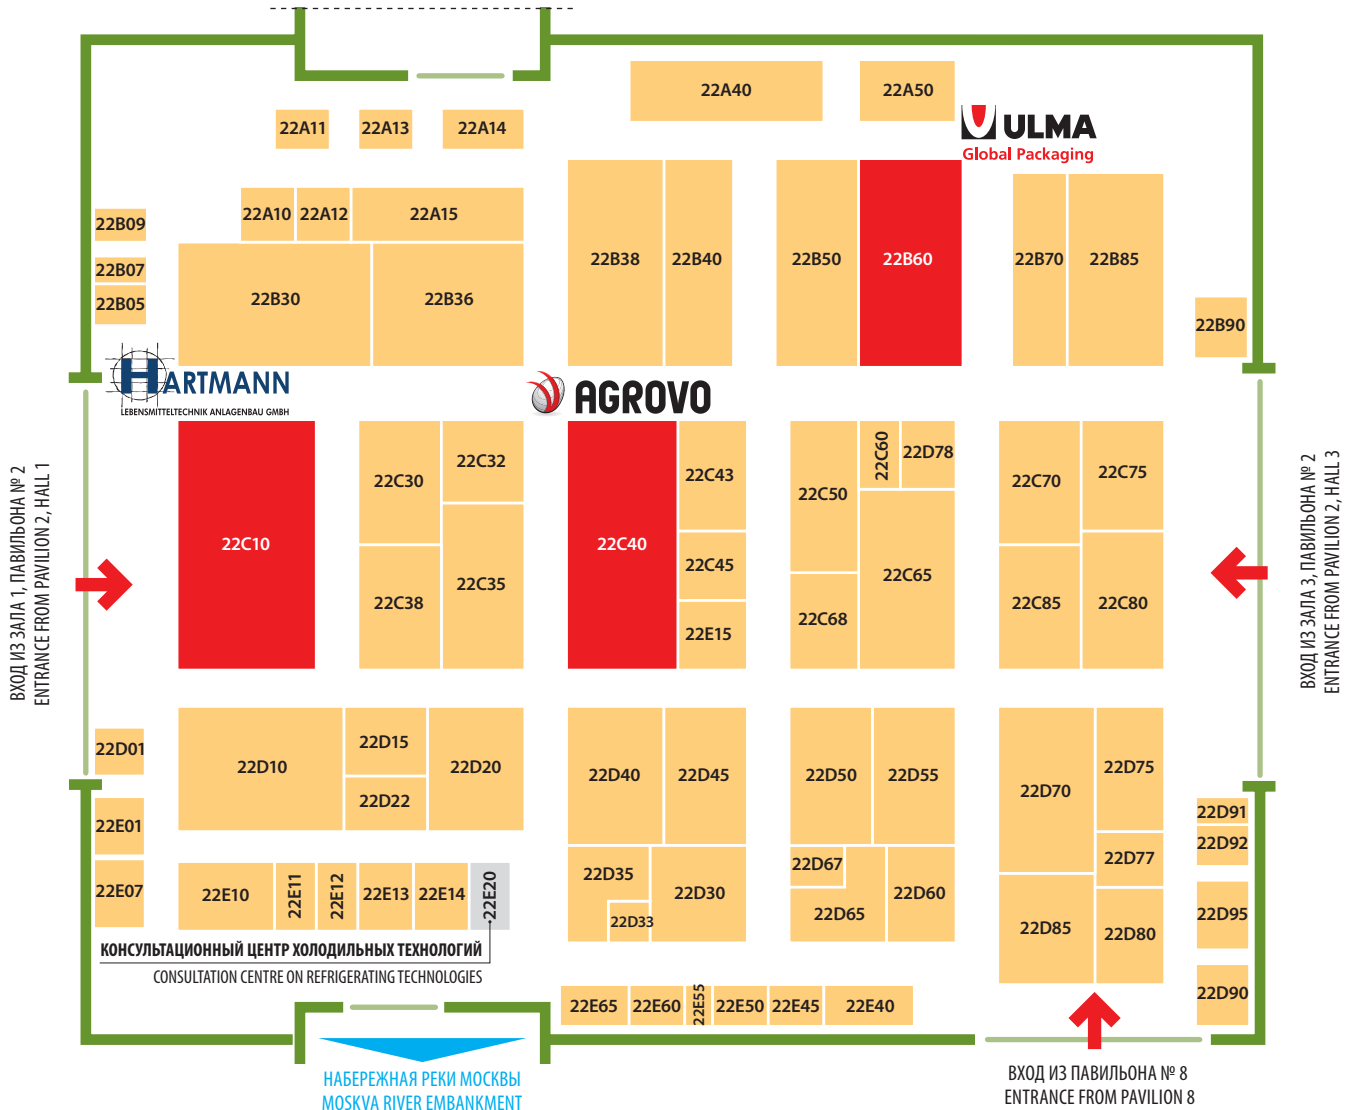 22A40
22A50
ULMA
Global Packaging
22A11
22A13
22A14
22A10
22A12
22A15
22B09
22B07
22B05
22B30
22B36
22B38
22B40
22B50
22B60
22B70
22B85
22B90
HARTMANN
LEBENSMITTELTECHNIK ANLAGENBAU GMBH
AGROVO
ВХОД ИЗ ЗАЛА 1, ПАВИЛЬОНА № 2
ENTRANCE FROM PAVILION 2, HALL 1
22C10
22C30
22C32
22C35
22C38
22C40
22C43
22C45
22E15
22C50
22C60
22D78
22C65
22C68
22C70
22C75
22C85
22C80
ВХОД ИЗ ЗАЛА 3, ПАВИЛЬОНА № 2
ENTRANCE FROM PAVILION 2, HALL 3
22D01
22E01
22E07
22D10
22D15
22D22
22D20
22D40
22D45
22D50
22D55
22D70
22D75
22D77
22D91
22D92
22D95
22D90
22E10
22E11
22E12
22E13
22E14
22E20
22D35
22D33
22D30
22D67
22D65
22D60
22D85
22D80
КОНСУЛЬТАЦИОННЫЙ ЦЕНТР ХОЛОДИЛЬНЫХ ТЕХНОЛОГИЙ
CONSULTATION CENTRE ON REFRIGERATING TECHNOLOGIES
22E65
22E60
22E55
22E50
22E45
22E40
НАБЕРЕЖНАЯ РЕКИ МОСКВЫ
MOSKVA RIVER EMBANKMENT
ВХОД ИЗ ПАВИЛЬОНА № 8
ENTRANCE FROM PAVILION 8